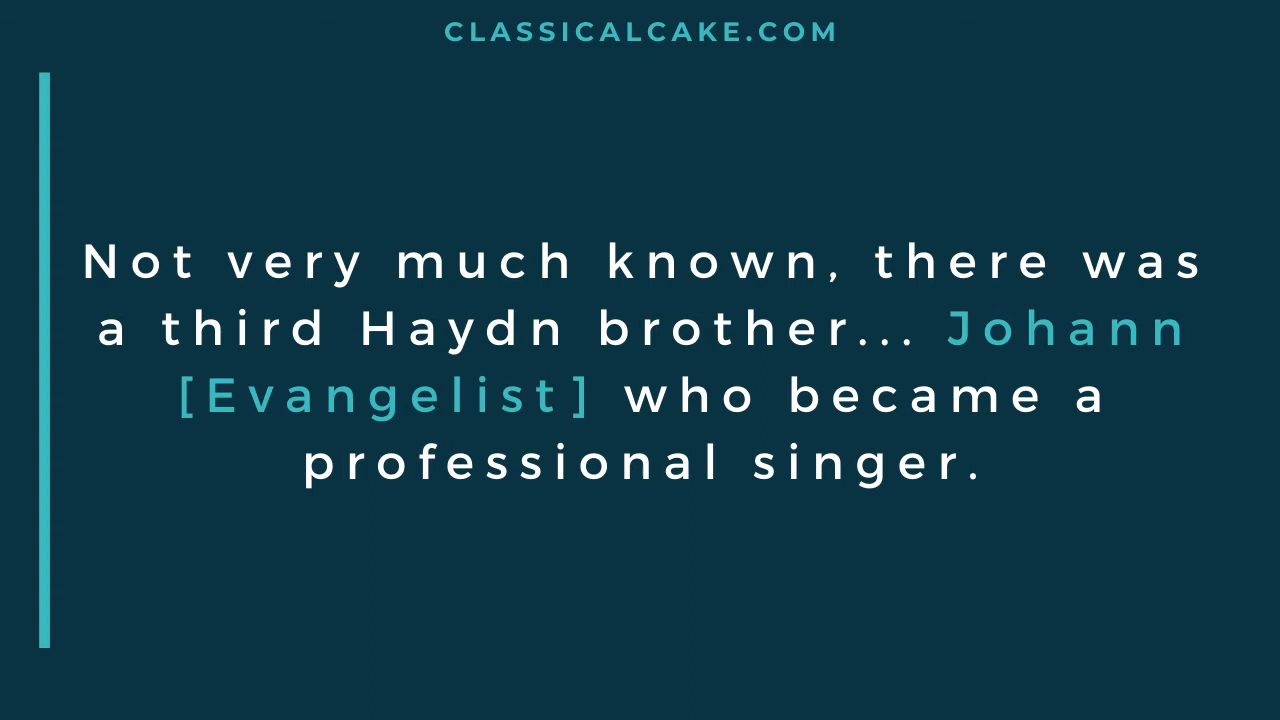 CLASSICALCAKE.COM
Not very much known, there was
a third Haydn brother... Johann
[Evangelist] who became a
professional singer.